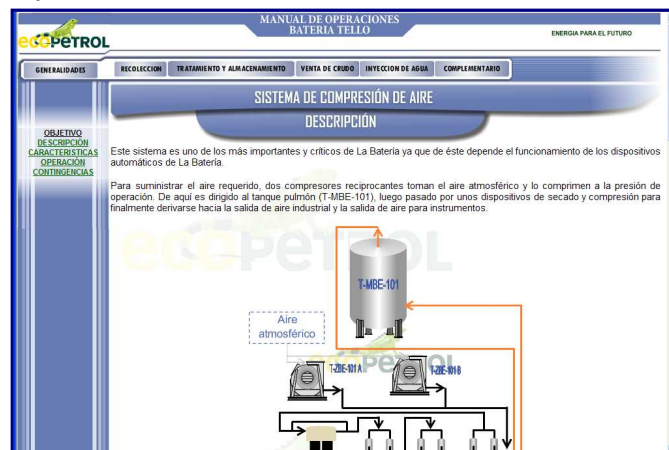 MANUAL DE OPERACIONES
BATERIA TELLO
ecopetrol
ENERGIA PARA EL FUTURO
GENERALIDADES
RECOLECCION TRATAMIENTO Y ALMACENAMIENTO VENTA DE CRUDO INYECCION DE AGUA COMPLEMENTARIO
SISTEMA DE COMPRESIÓN DE AIRE
DESCRIPCIÓN
OBJETIVO
DESCRIPCIÓN
CARACTERISTICAS
OPERACIÓN
CONTINGENCIAS
Este sistema es uno de los más importantes y críticos de La Batería ya que de éste depende el funcionamiento de los dispositivos
automáticos de La Batería.
Para suministrar el aire requerido, dos compresores reciprocantes toman el aire atmosférico y lo comprimen a la presión de
operación. De aquí es dirigido al tanque pulmón (T-MBE-101), luego pasado por unos dispositivos de secado y compresión para
finalmente derivarse hacia la salida de aire industrial y la salida de aire para instrumentos.
ecopetrol
T-MBE-101
Aire
atmosférico
ecopetrol
T-ZBE-101 A
T-ZBE-101 B